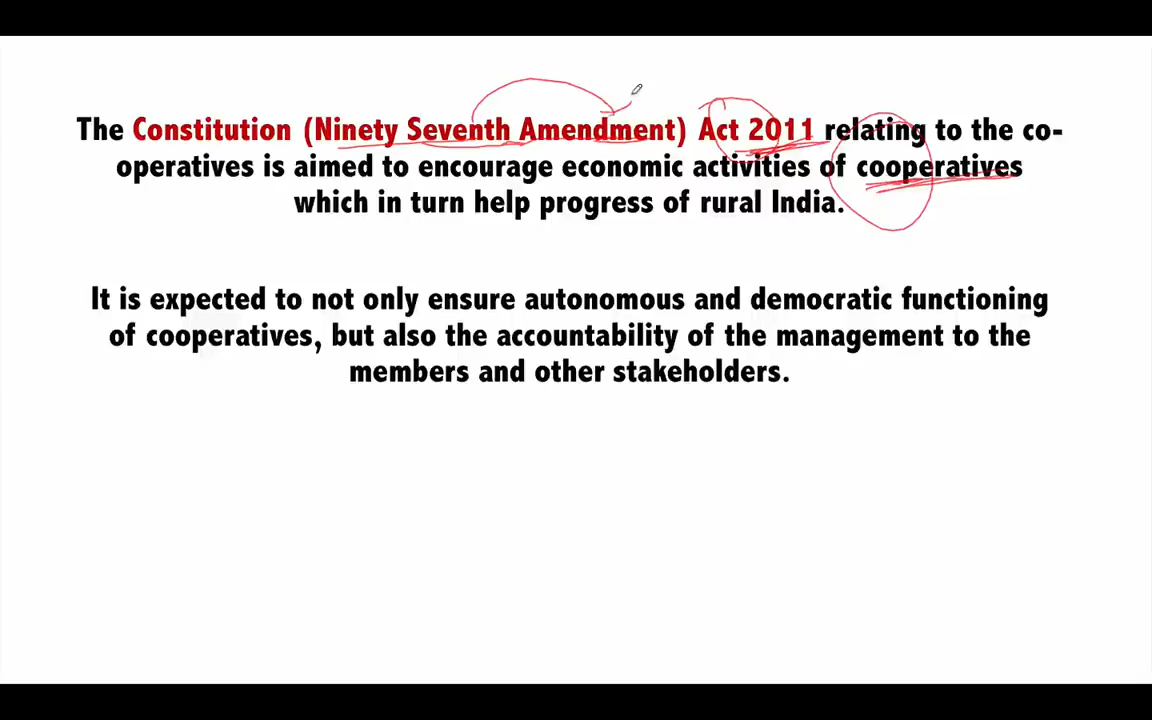 The Constitution (Ninety Seventh Amendment) Act 2011 relating to the co-
operatives is aimed to encourage economic activities of cooperatives
which in turn help progress of rural India.
It is expected to not only ensure autonomous and democratic functioning
of cooperatives, but also the accountability of the management to the
members and other stakeholders.